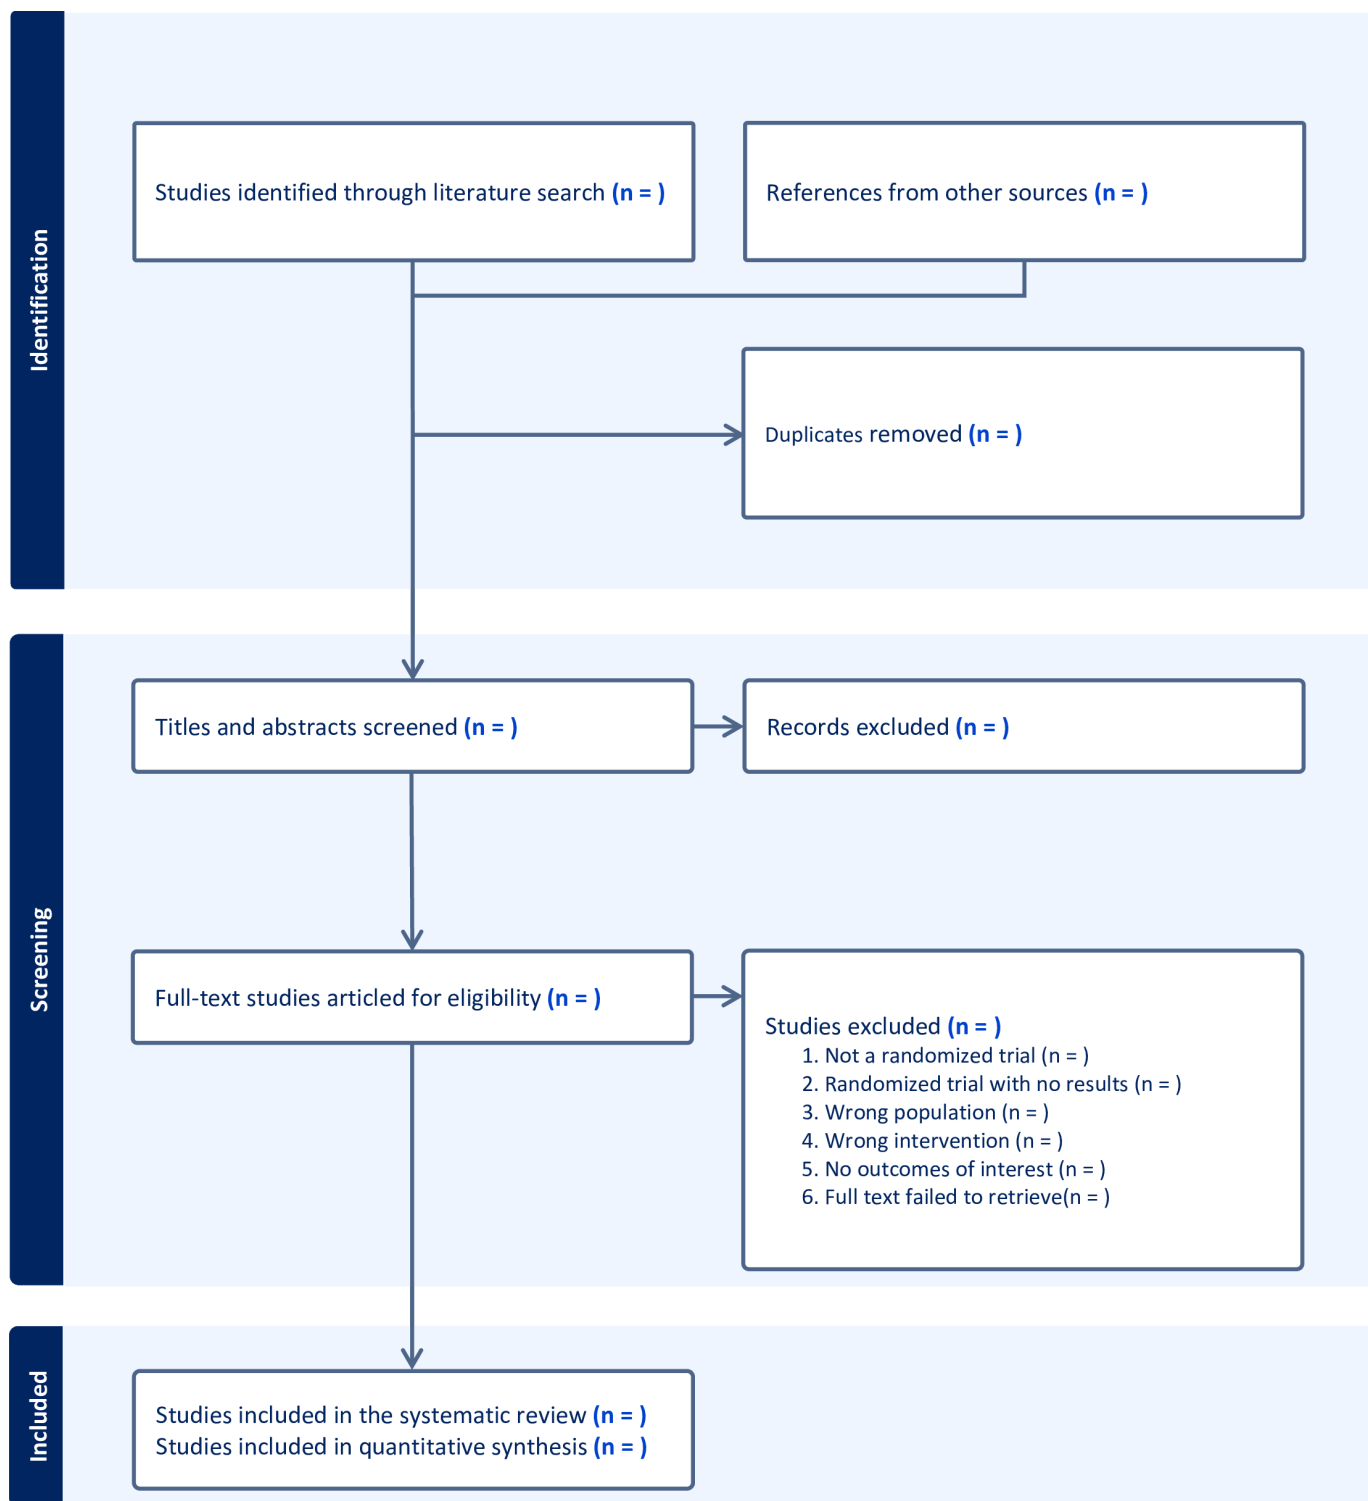 Identification
Studies identified through literature search (n = )
References from other sources (n = )
Duplicates removed (n = )
Screening
Titles and abstracts screened (n = )
Records excluded (n = )
Full-text studies articled for eligibility (n = )
Studies excluded (n = )
1. Not a randomized trial (n = )
2. Randomized trial with no results (n = )
3. Wrong population (n = )
4. Wrong intervention (n = )
5. No outcomes of interest (n = )
6. Full text failed to retrieve(n = )
Included
Studies included in the systematic review (n = )
Studies included in quantitative synthesis (n = )